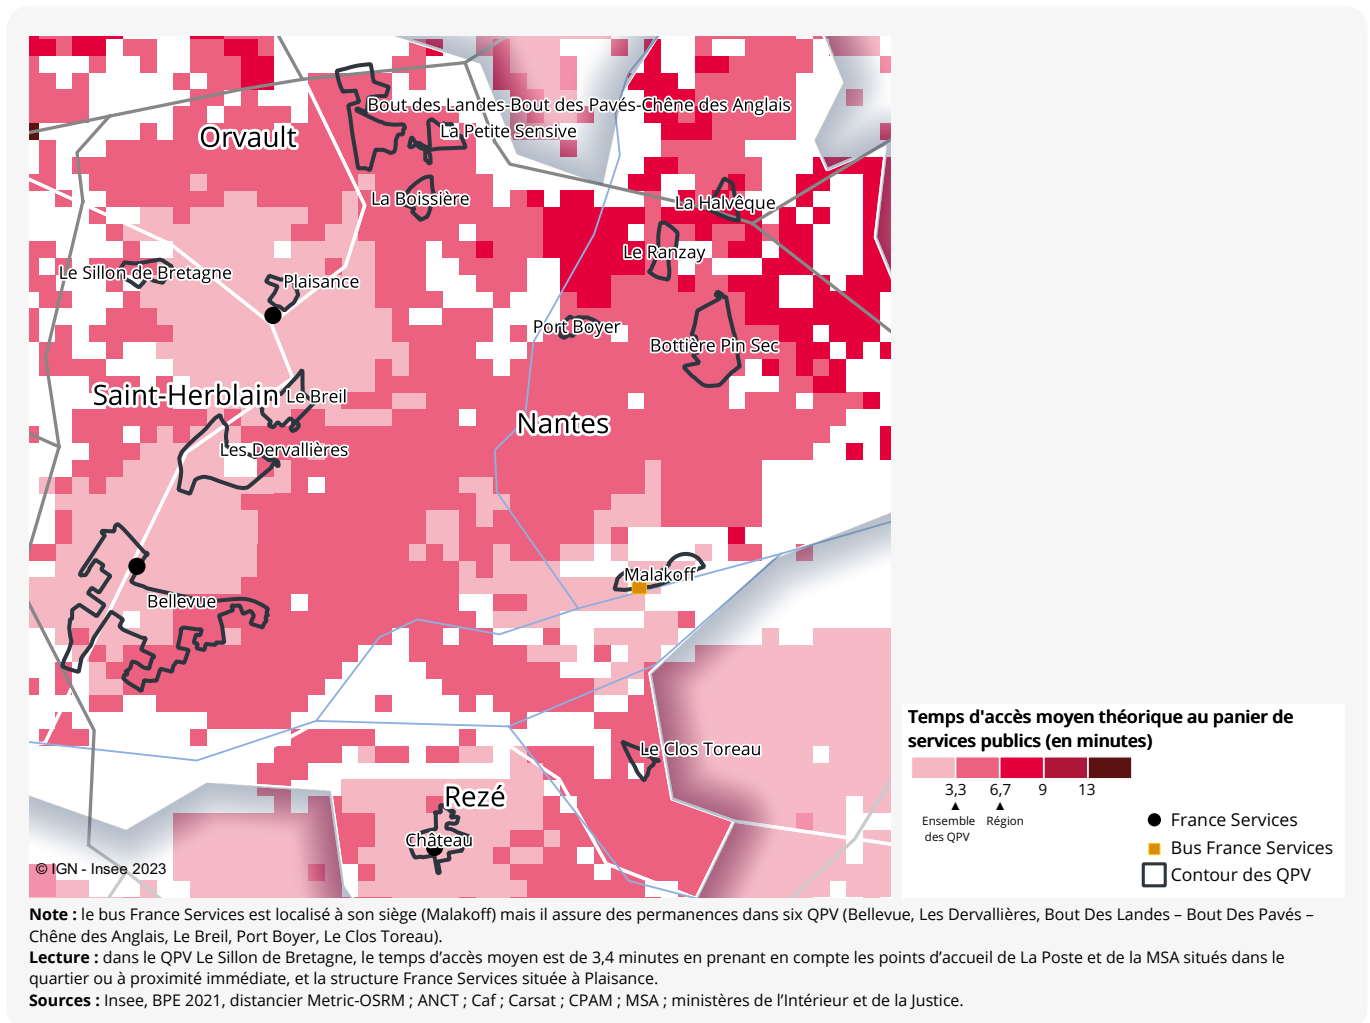 Bout des Landes-Bout des Pavés-Chêne des Anglais
Orvault
La Petite Sensive
La Boissière
La Halvêque
Le Ranzay
Le Sillon de Bretagne
Plaisance
Port Boyer
Bottière Pin Sec
Saint-Herblain
Le Breil
Nantes
Les Dervallières
Malakoff
Bellevue
Le Clos Toreau
Rezé
Château
© IGN - Insee 2023
Temps d'accès moyen théorique au panier de
services publics (en minutes)
3,3 6,7 9 13
Ensemble
des QPV
Région
France Services
Bus France Services
Contour des QPV
Note : le bus France Services est localisé à son siège (Malakoff) mais il assure des permanences dans six QPV (Bellevue, Les Dervallières, Bout Des Landes – Bout Des Pavés –
Chêne des Anglais, Le Breil, Port Boyer, Le Clos Toreau).
Lecture : dans le QPV Le Sillon de Bretagne, le temps d’accès moyen est de 3,4 minutes en prenant en compte les points d’accueil de La Poste et de la MSA situés dans le
quartier ou à proximité immédiate, et la structure France Services située à Plaisance.
Sources : Insee, BPE 2021, distancier Metric-OSRM ; ANCT ; Caf ; Carsat ; CPAM ; MSA ; ministères de l’Intérieur et de la Justice.